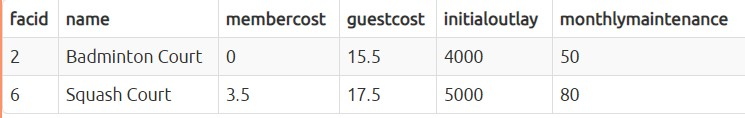 facid name membercost guestcost initialoutlay monthlymaintenance
2 Badminton Court 0 15.5 4000 50
6 Squash Court 3.5 17.5 5000 80